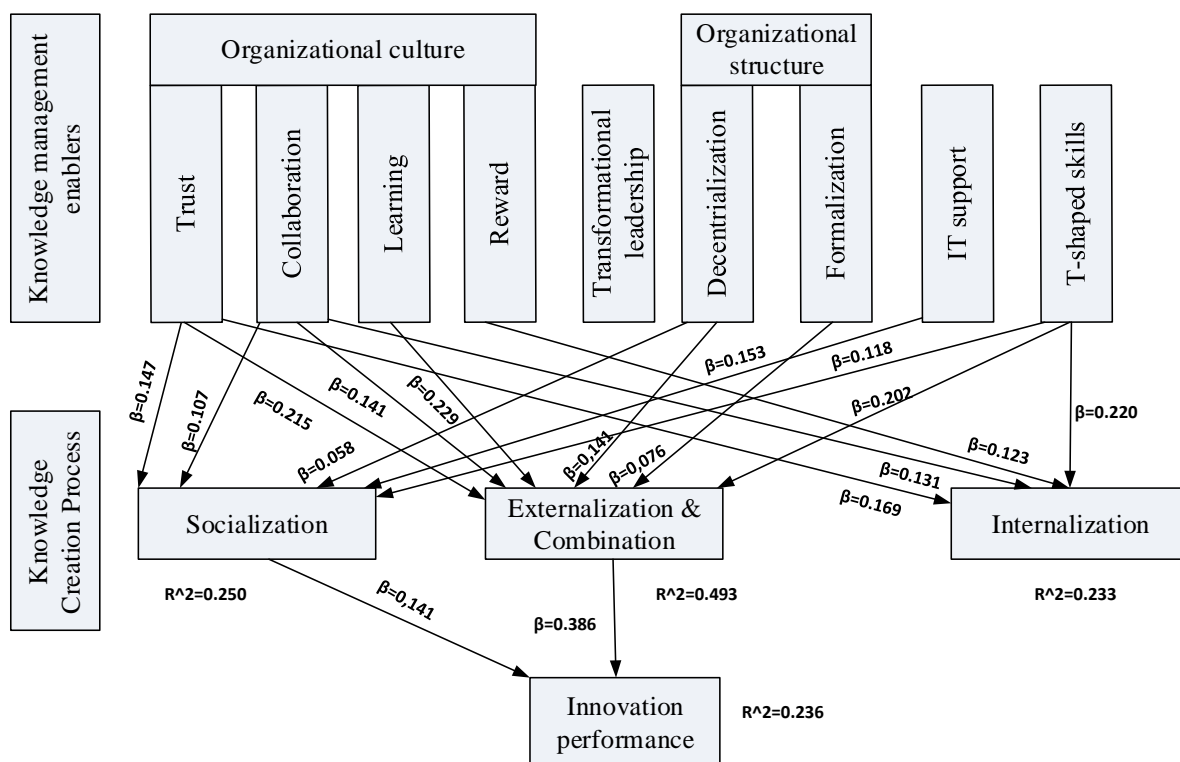 Knowledge management
enablers
Organizational culture
Organizational
structure
Trust
Collaboration
Learning
Reward
Transformational
leadership
Decentrialization
Formalization
IT support
T-shaped skills
β=0.147
β=0.107
β=0.215
β=0.141
β=0.229
β=0.058
β=0,141
β=0,076
β=0.153
β=0.118
β=0.202
β=0.220
β=0.123
β=0.131
β=0.169
Knowledge
Creation Process
Socialization
Externalization &
Combination
Internalization
R^2=0.250
R^2=0.493
R^2=0.233
β=0,141
β=0.386
Innovation
performance
R^2=0.236